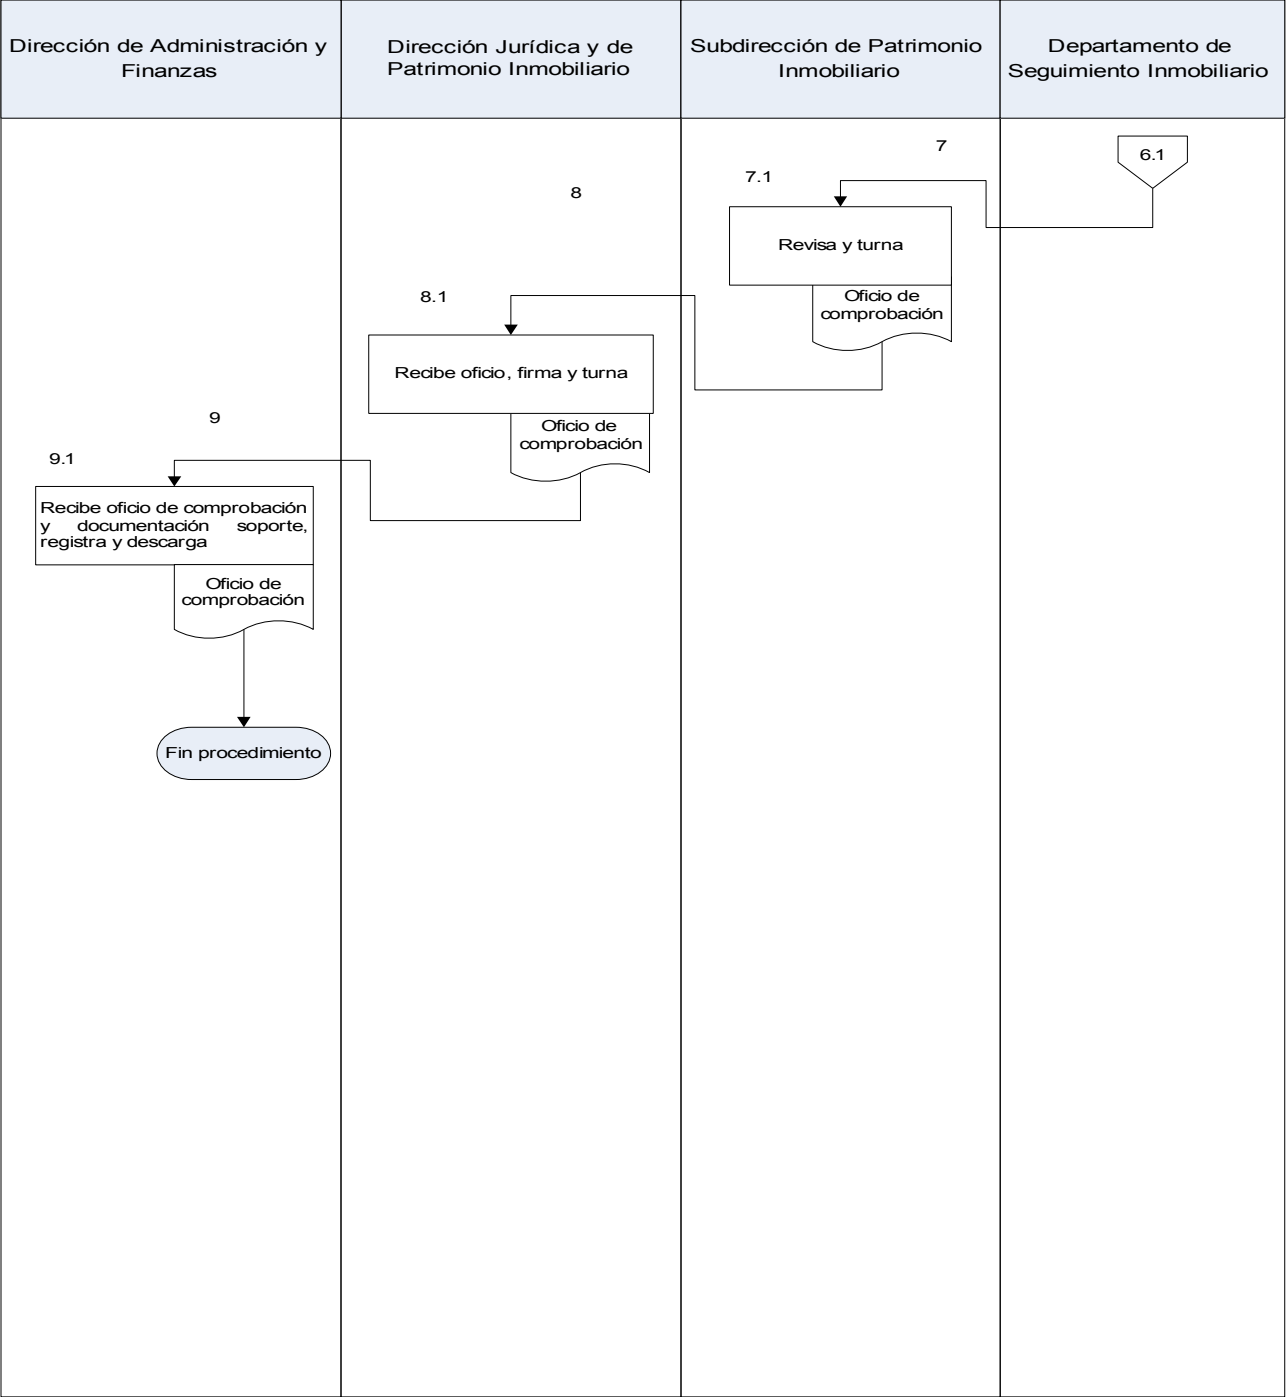 Dirección de Administración y
Finanzas
Dirección Jurídica y de
Patrimonio Inmobiliario
Subdirección de Patrimonio
Inmobiliario
Departamento de
Seguimiento Inmobiliario
6.1
7
7.1
Revisa y turna
Oficio de
comprobación
8
8.1
Recibe oficio, firma y turna
Oficio de
comprobación
9
9.1
Recibe oficio de comprobación
y documentación soporte,
registra y descarga
Oficio de
comprobación
Fin procedimiento